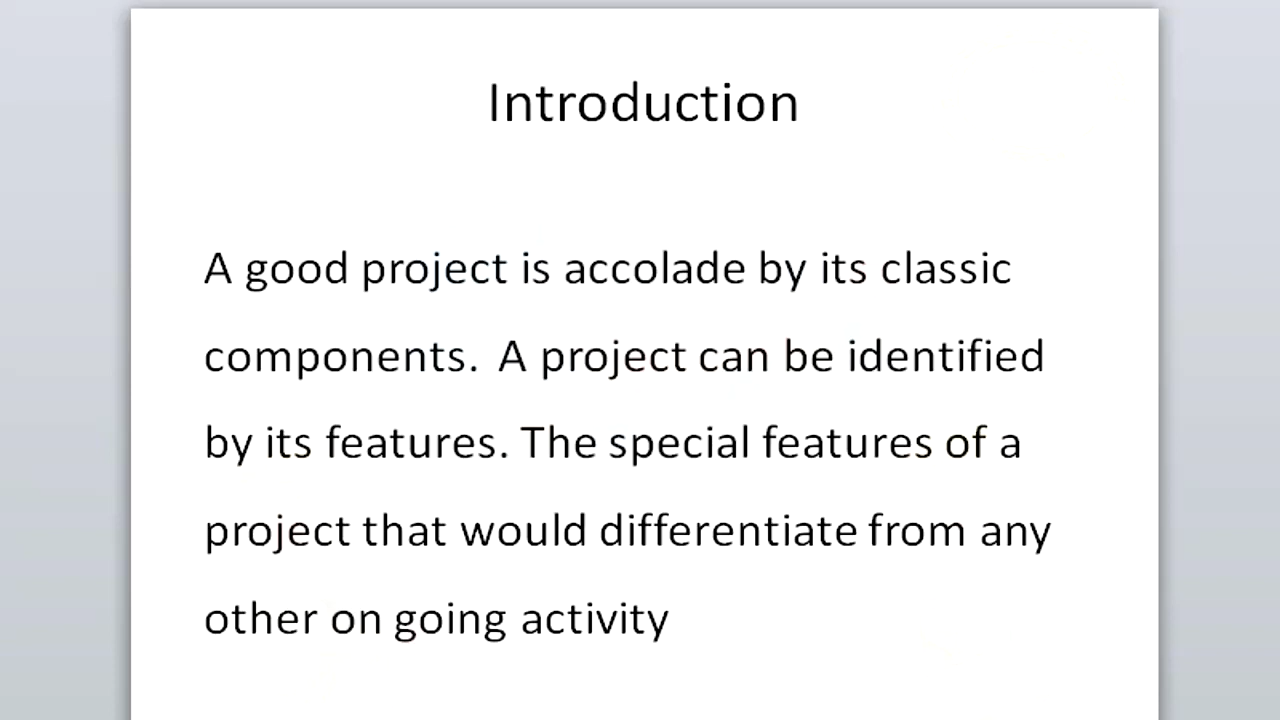 Introduction
A good project is accolade by its classic
components.  A project can be identified
by its features. The special features of a
project that would differentiate from any
other on going activity